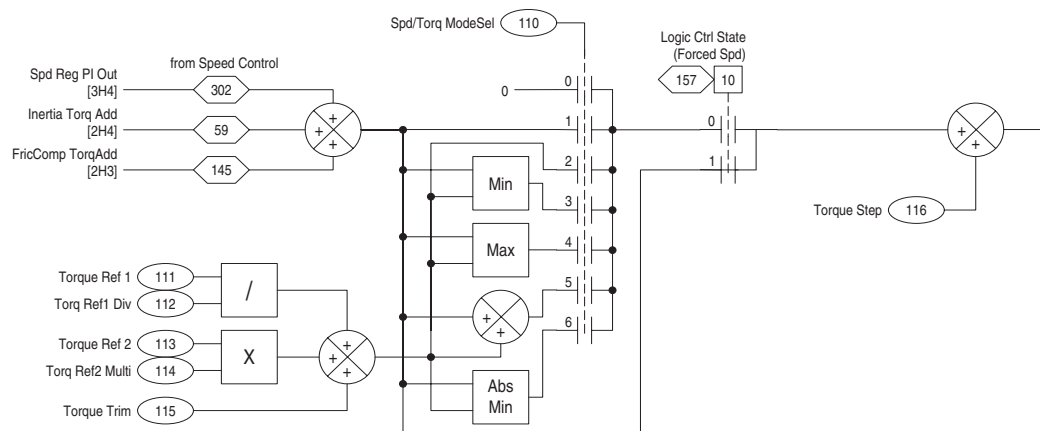 Spd/Torq ModeSel 110
Logic Ctrl State
(Forced Spd)
157 10
from Speed Control
Spd Reg PI Out
[3H4]
302
Inertia Torq Add
[2H4]
59
FricComp TorqAdd
[2H3]
145
+
+
+
0
0
1
2
3
4
5
6
Min
Max
+
+
Abs
Min
0
1
+
+
Torque Step 116
Torque Ref 1 111
Torq Ref1 Div 112
/
Torque Ref 2 113
Torq Ref2 Multi 114
X
Torque Trim 115
+
+
+